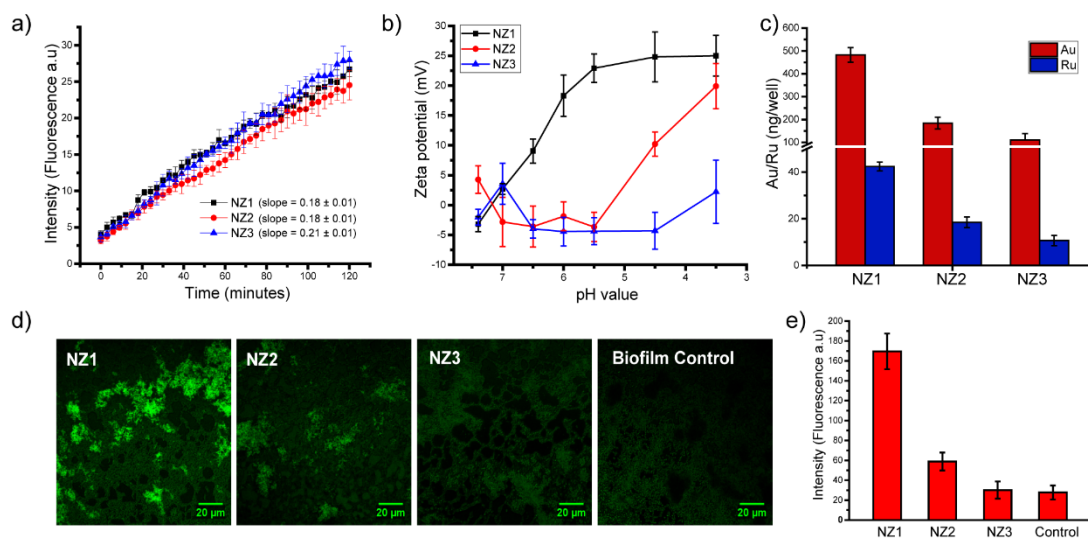 a)
Intensity (Fluorescence a.u)
30
25
20
15
10
5
0
0 20 40 60 80 100 120
Time (minutes)
NZ1 (slope = 0.18 ± 0.01)
NZ2 (slope = 0.18 ± 0.01)
NZ3 (slope = 0.21 ± 0.01)
b)
Zeta potential (mV)
30
25
20
15
10
5
0
-5
-10
7 6 5 4 3
pH value
NZ1
NZ2
NZ3
c)
Au/Ru (ng/well)
600
500
400
300
200
100
40
20
0
NZ1 NZ2 NZ3
Au
Ru
d)
NZ1
20 µm
NZ2
20 µm
NZ3
20 µm
Biofilm Control
20 µm
e)
Intensity (Fluorescence a.u)
200
180
160
140
120
100
80
60
40
20
0
NZ1 NZ2 NZ3 Control